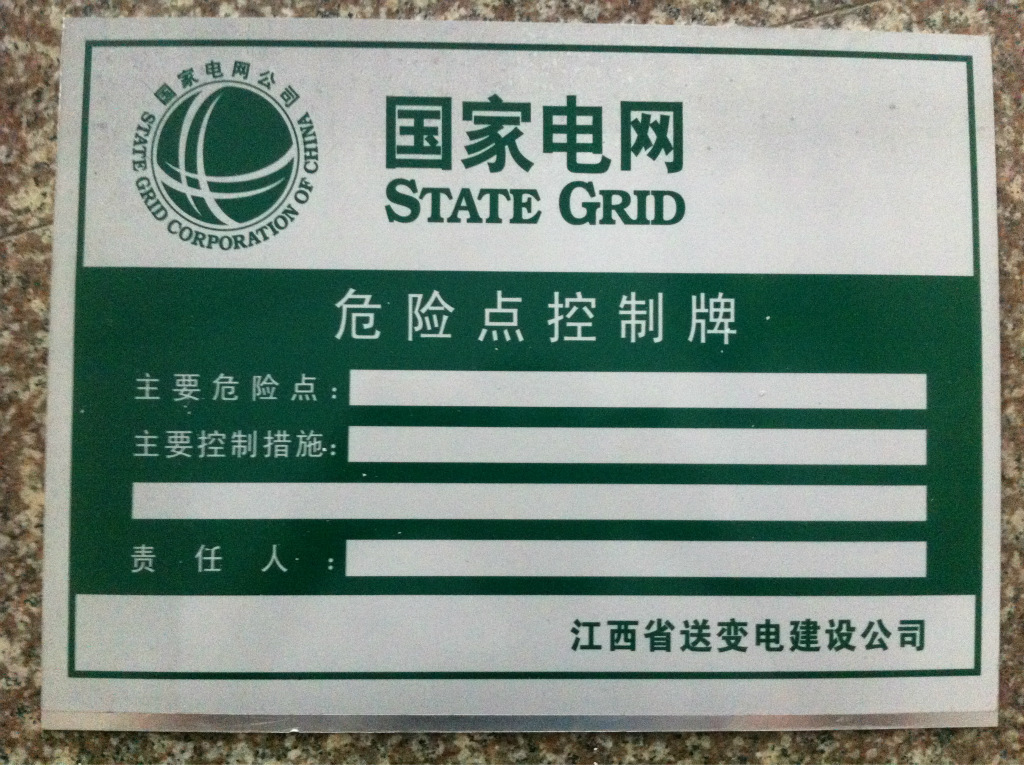 国家电网公司
STATE GRID CORPORATION OF CHINA
国家电网
STATE GRID
危险点控制牌
主要危险点:
主要控制措施:
责任人:
江西省送变电建设公司